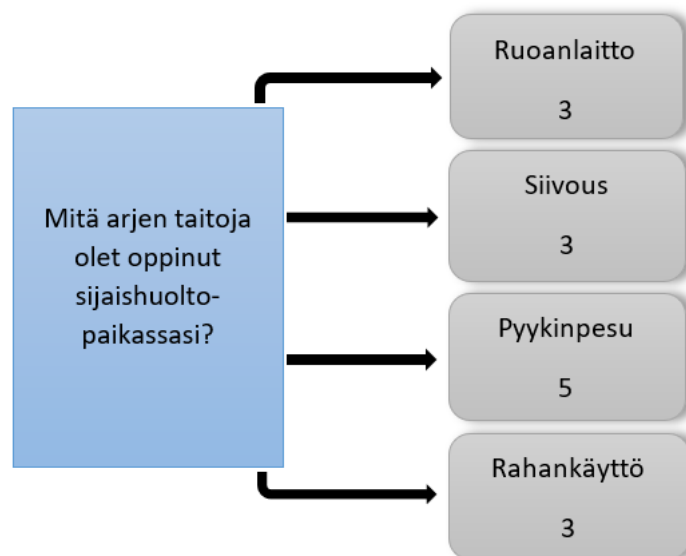 Mitä arjen taitoja
olet oppinut
sijaishuolto-
paikassasi?
Ruoanlaitto
3
Siivous
3
Pyykinpesu
5
Rahankäyttö
3